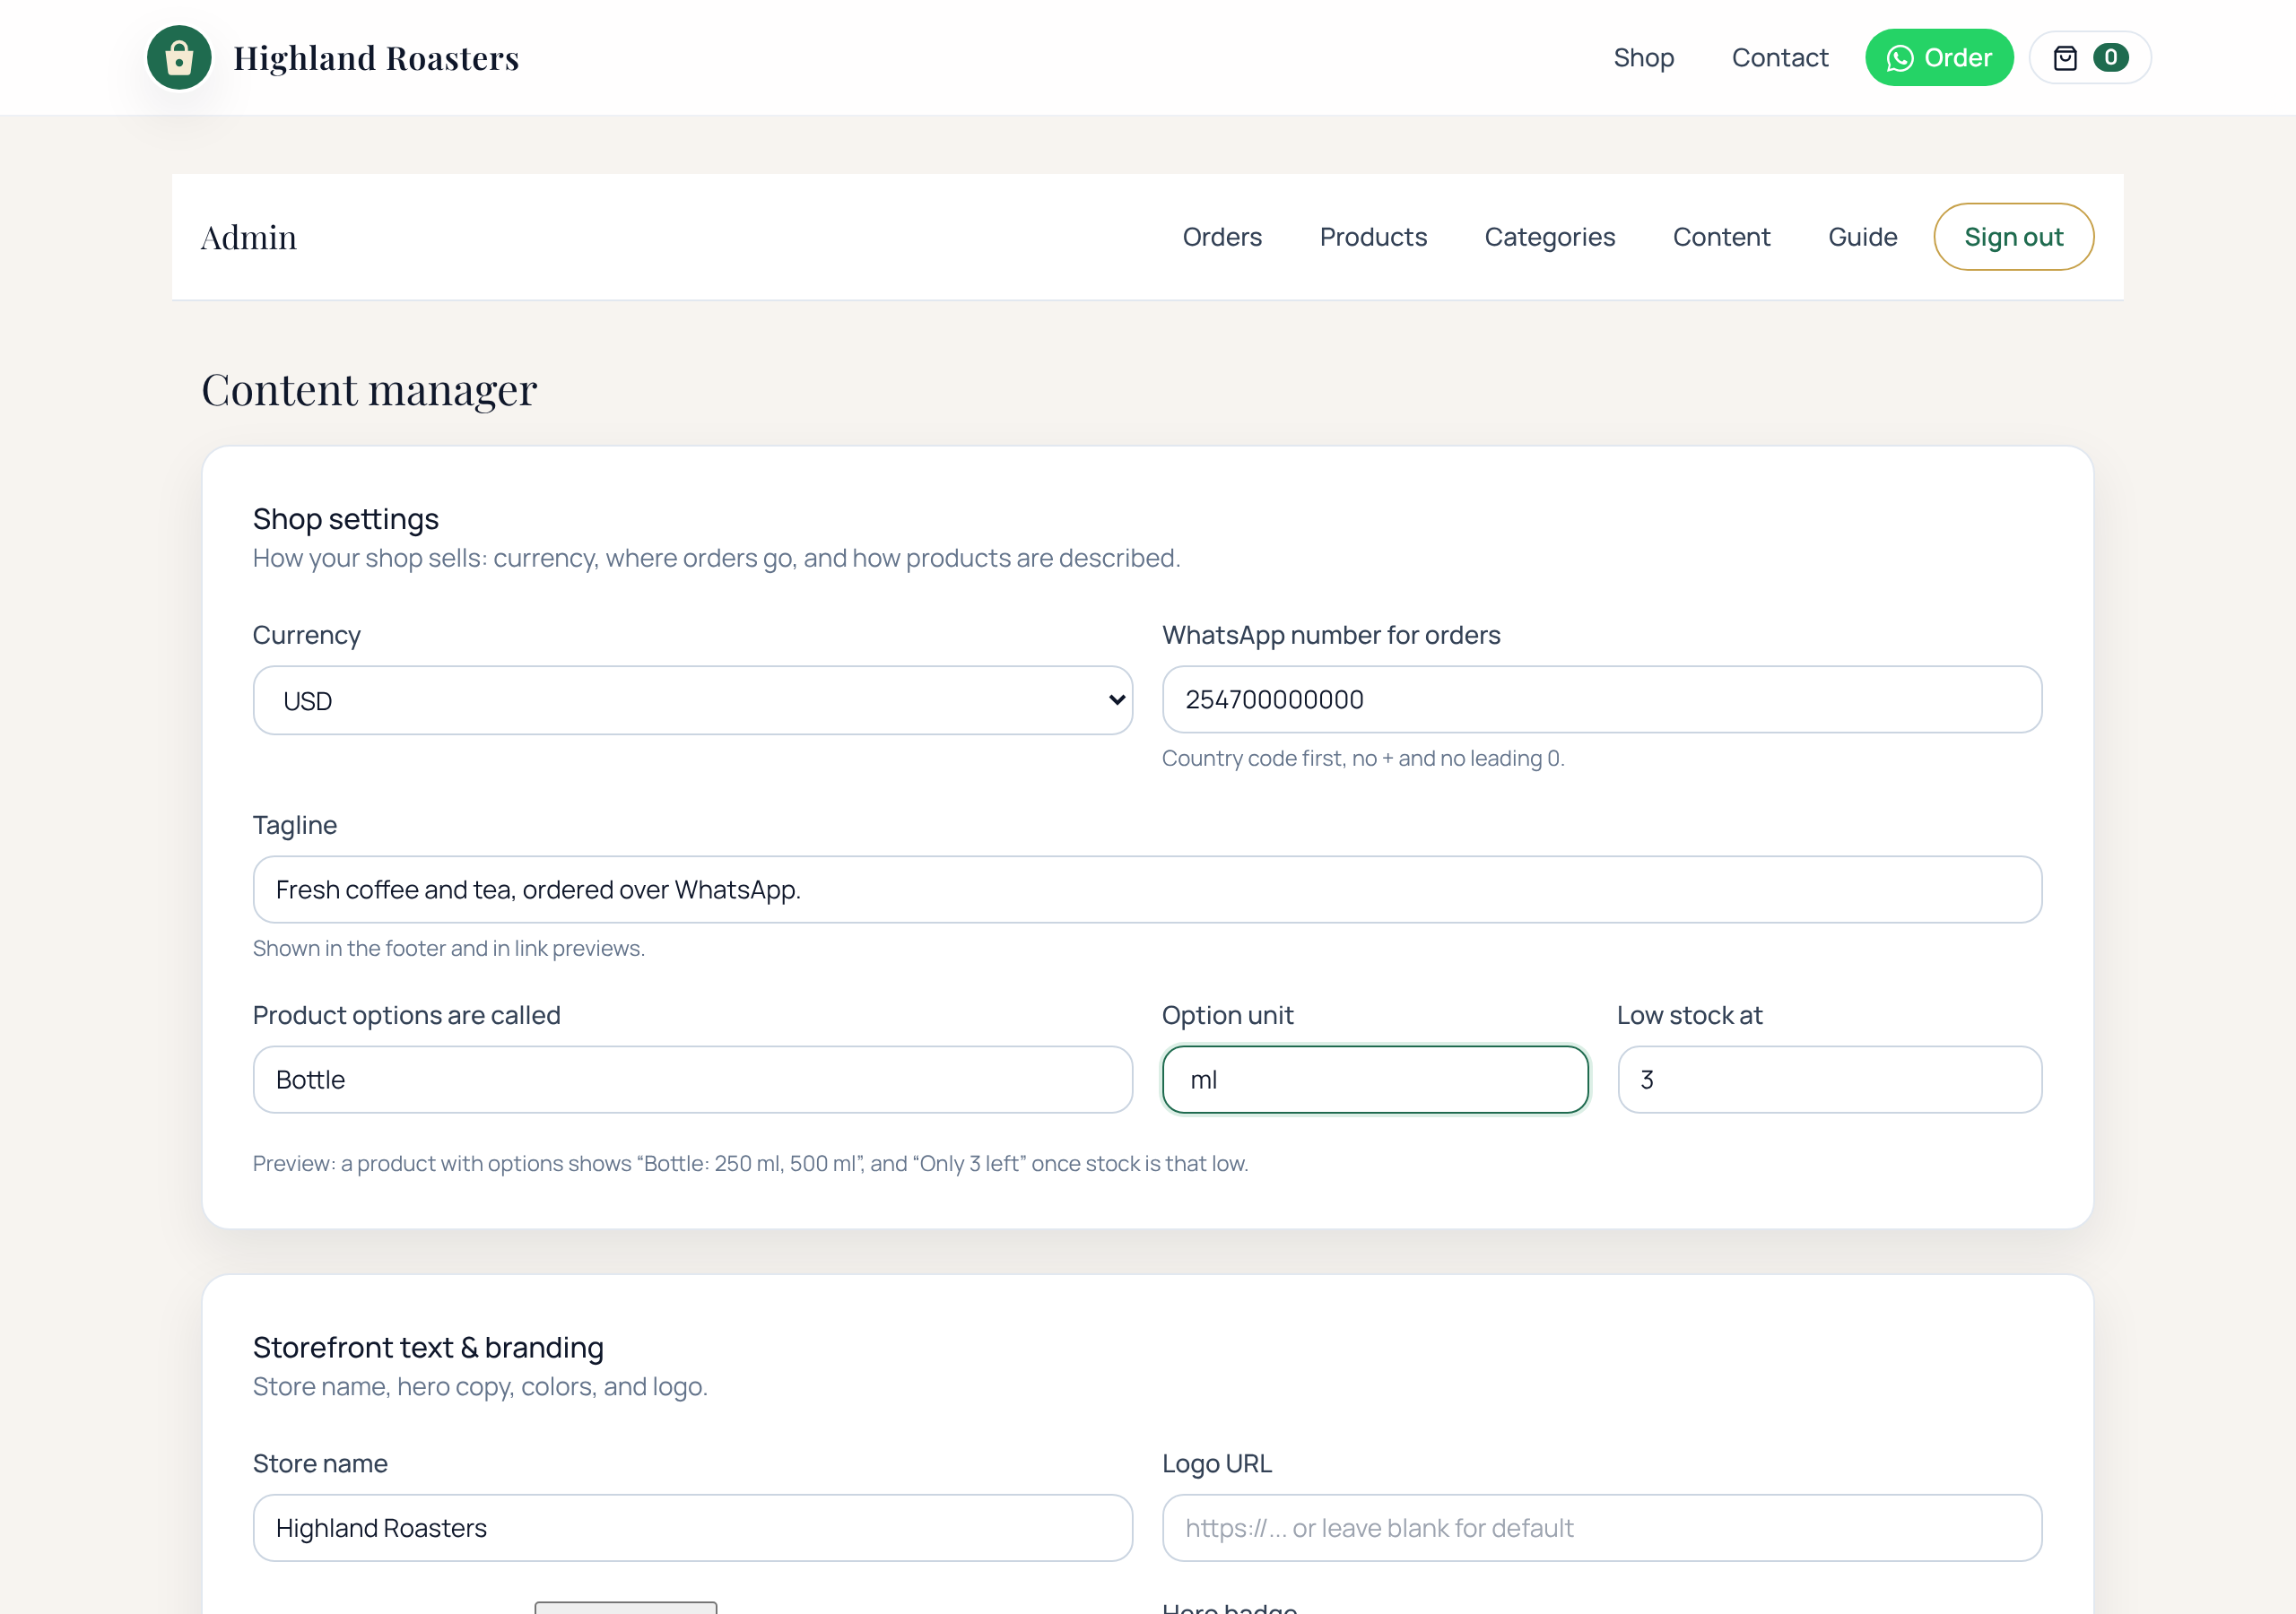 Highland Roasters
Shop
Contact
Order
0
Admin
Orders
Products
Categories
Content
Guide
Sign out
Content manager
Shop settings
How your shop sells: currency, where orders go, and how products are described.
Currency
WhatsApp number for orders
USD
254700000000
Country code first, no + and no leading 0.
Tagline
Fresh coffee and tea, ordered over WhatsApp.
Shown in the footer and in link previews.
Product options are called
Option unit
Low stock at
Bottle
ml
3
Preview: a product with options shows “Bottle: 250 ml, 500 ml”, and “Only 3 left” once stock is that low.
Storefront text & branding
Store name, hero copy, colors, and logo.
Store name
Logo URL
Highland Roasters
https://... or leave blank for default
Hero badge